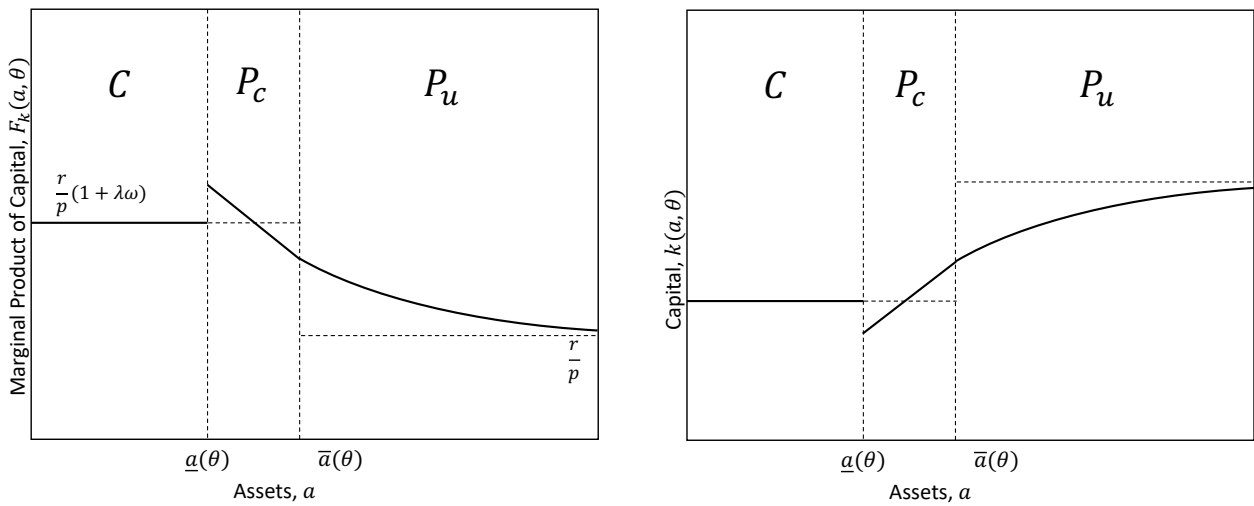 Marginal Product of Capital, F_k(a, θ)
C
P_c
P_u
r/p (1 + λω)
r/p
a̲(θ)
a̅(θ)
Assets, a
Capital, k(a, θ)
C
P_c
P_u
a̲(θ)
a̅(θ)
Assets, a